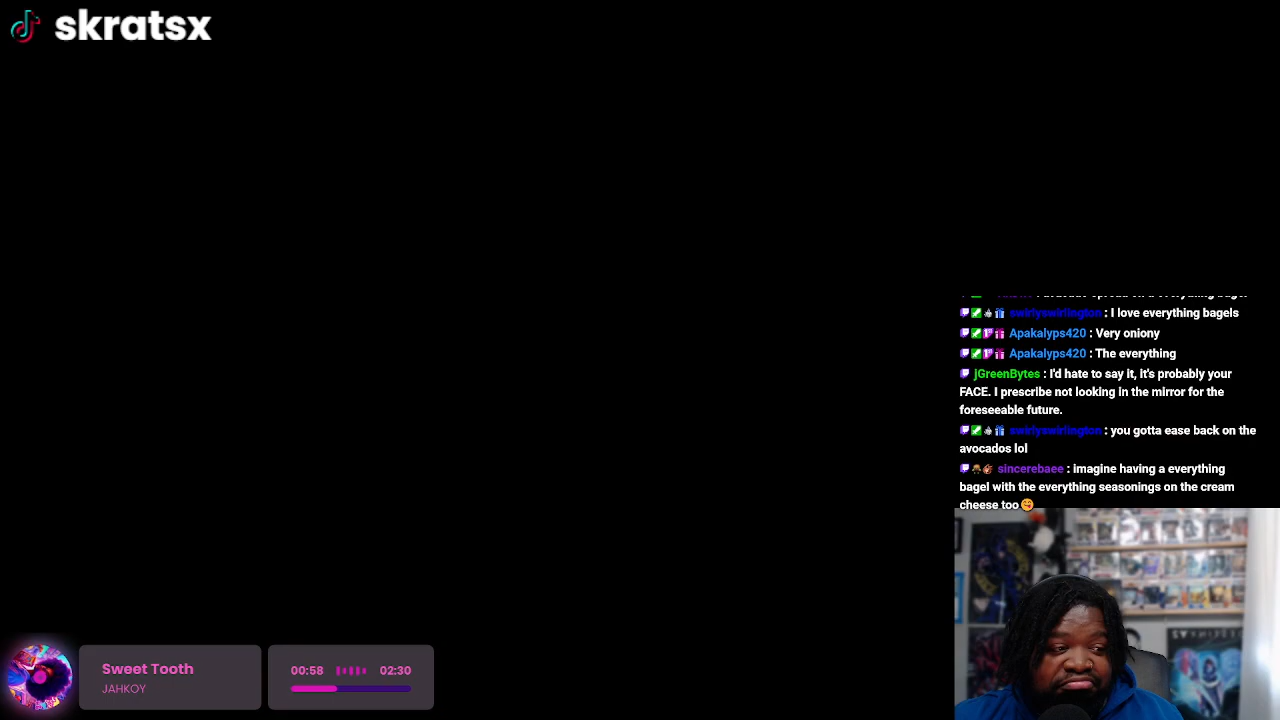 skratsx
swirlyswirlington : I love everything bagels
Apakalyps420 : Very oniony
Apakalyps420 : The everything
jGreenBytes : I'd hate to say it, it's probably your
FACE. I prescribe not looking in the mirror for the
foreseeable future.
swirlyswirlington : you gotta ease back on the
avocados lol
sincerebaee : imagine having a everything
bagel with the everything seasonings on the cream
cheese too
Sweet Tooth
JAHKOY
00:58 02:30